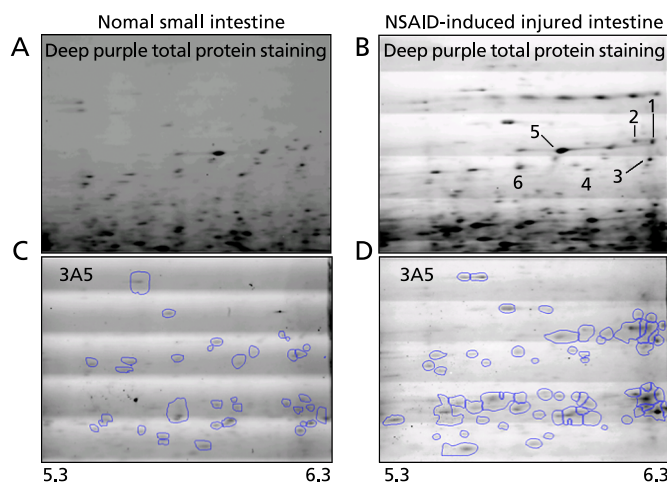 Nomal small intestine
NSAID-induced injured intestine
A
Deep purple total protein staining
B
Deep purple total protein staining
1
2
5
3
6
4
C
3A5
D
3A5
5.3
6.3
5.3
6.3